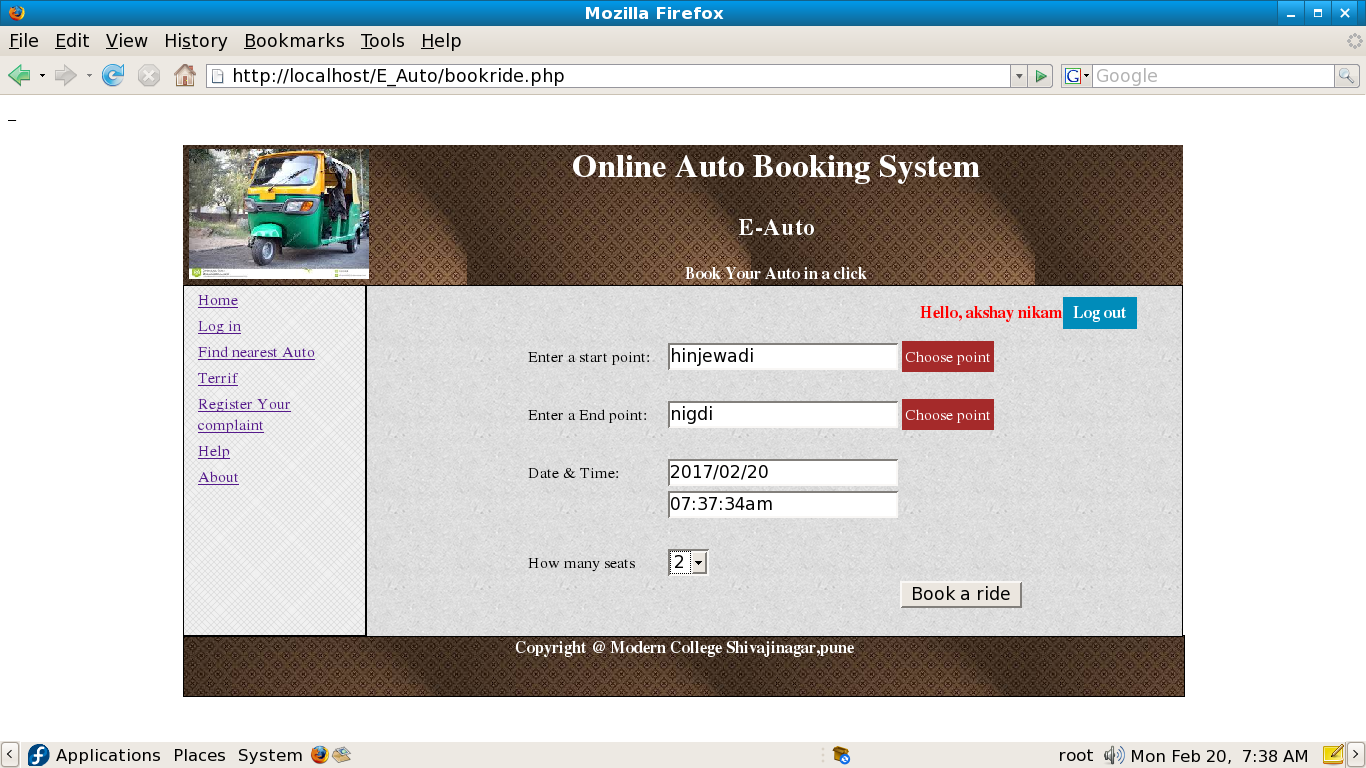 Mozilla Firefox
File Edit View History Bookmarks Tools Help
http://localhost/E_Auto/bookride.php
G Google
Online Auto Booking System
E-Auto
Book Your Auto in a click
Home
Log in
Find nearest Auto
Terrif
Register Your
complaint
Help
About
Hello, akshay nikam Log out
Enter a start point: hinjewadi Choose point
Enter a End point: nigdi Choose point
Date & Time: 2017/02/20
07:37:34am
How many seats 2
Book a ride
Copyright @ Modern College Shivajinagar,pune
Applications Places System root Mon Feb 20, 7:38 AM